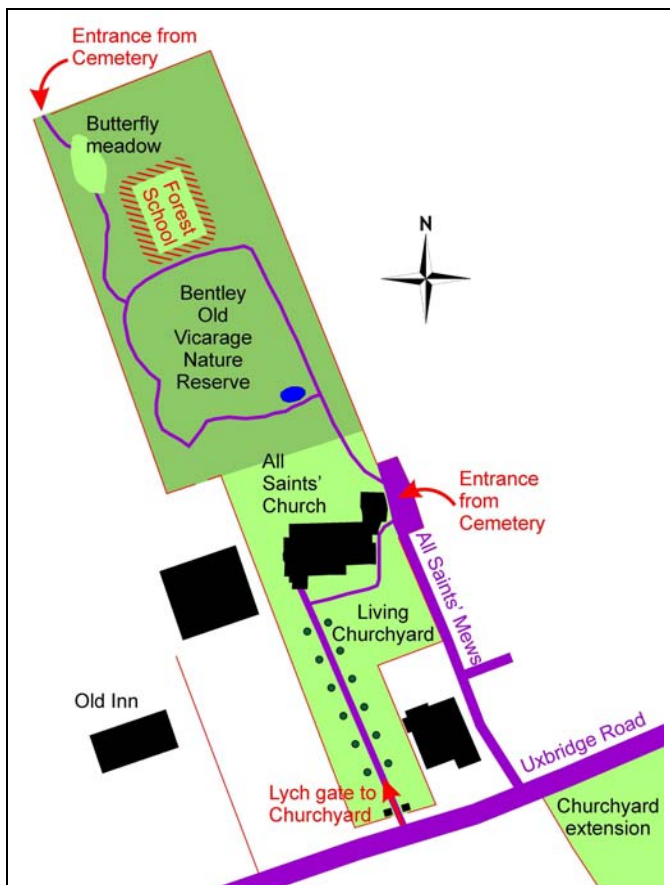 Entrance from
Cemetery
Butterfly
meadow
Forest
School
N
Bentley
Old
Vicarage
Nature
Reserve
All
Saints'
Church
Entrance
from
Cemetery
All Saints' Mews
Living
Churchyard
Old Inn
Uxbridge Road
Lych gate to
Churchyard
Churchyard
extension